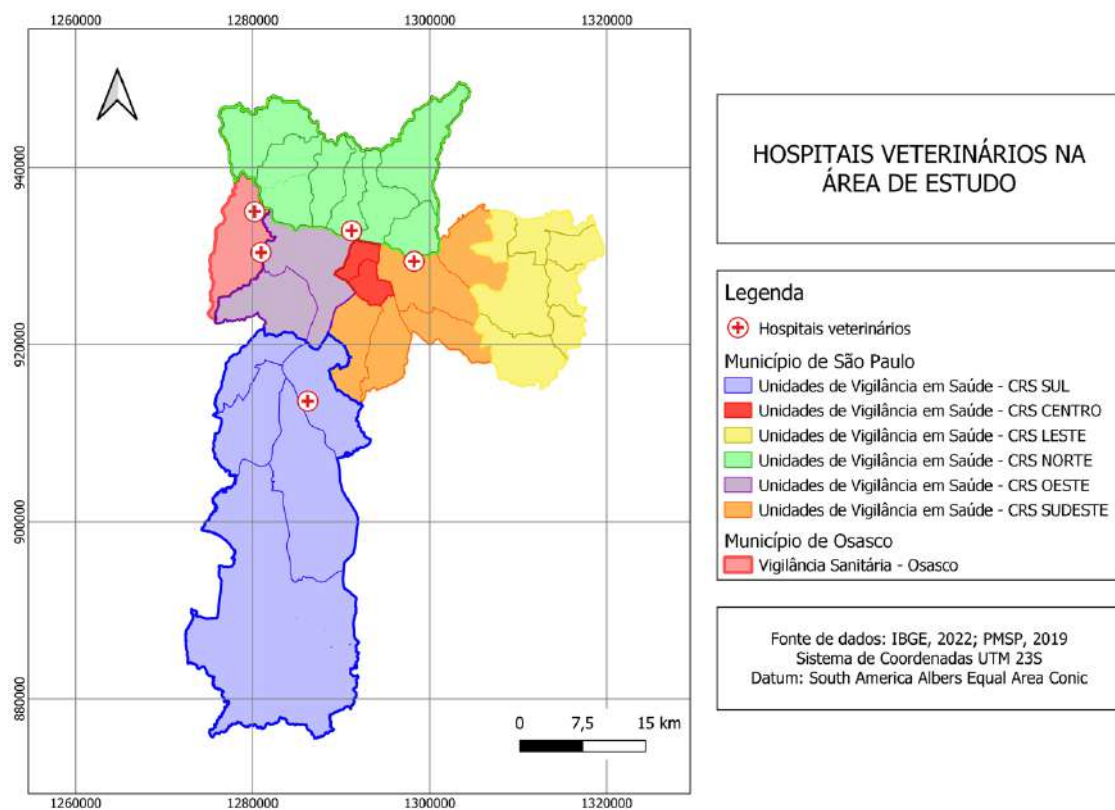 1260000
1280000
1300000
1320000
940000
920000
900000
880000
1260000
1280000
1300000
1320000
0 7,5 15 km
HOSPITAIS VETERINÁRIOS NA
ÁREA DE ESTUDO
Legenda
Hospitais veterinários
Município de São Paulo
Unidades de Vigilância em Saúde - CRS SUL
Unidades de Vigilância em Saúde - CRS CENTRO
Unidades de Vigilância em Saúde - CRS LESTE
Unidades de Vigilância em Saúde - CRS NORTE
Unidades de Vigilância em Saúde - CRS OESTE
Unidades de Vigilância em Saúde - CRS SUDESTE
Município de Osasco
Vigilância Sanitária - Osasco
Fonte de dados: IBGE, 2022; PMSP, 2019
Sistema de Coordenadas UTM 23S
Datum: South America Albers Equal Area Conic